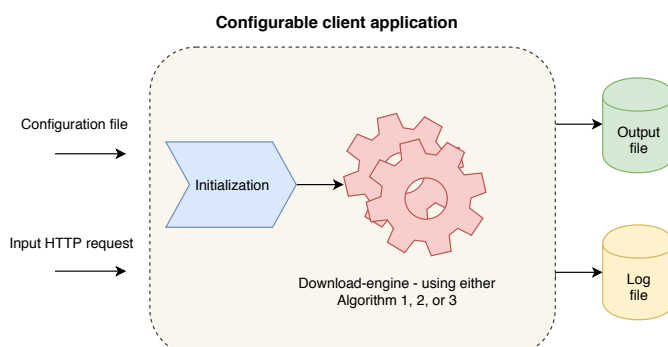 Configurable client application
Configuration file
Initialization
Input HTTP request
Download-engine - using either
Algorithm 1, 2, or 3
Output
file
Log
file